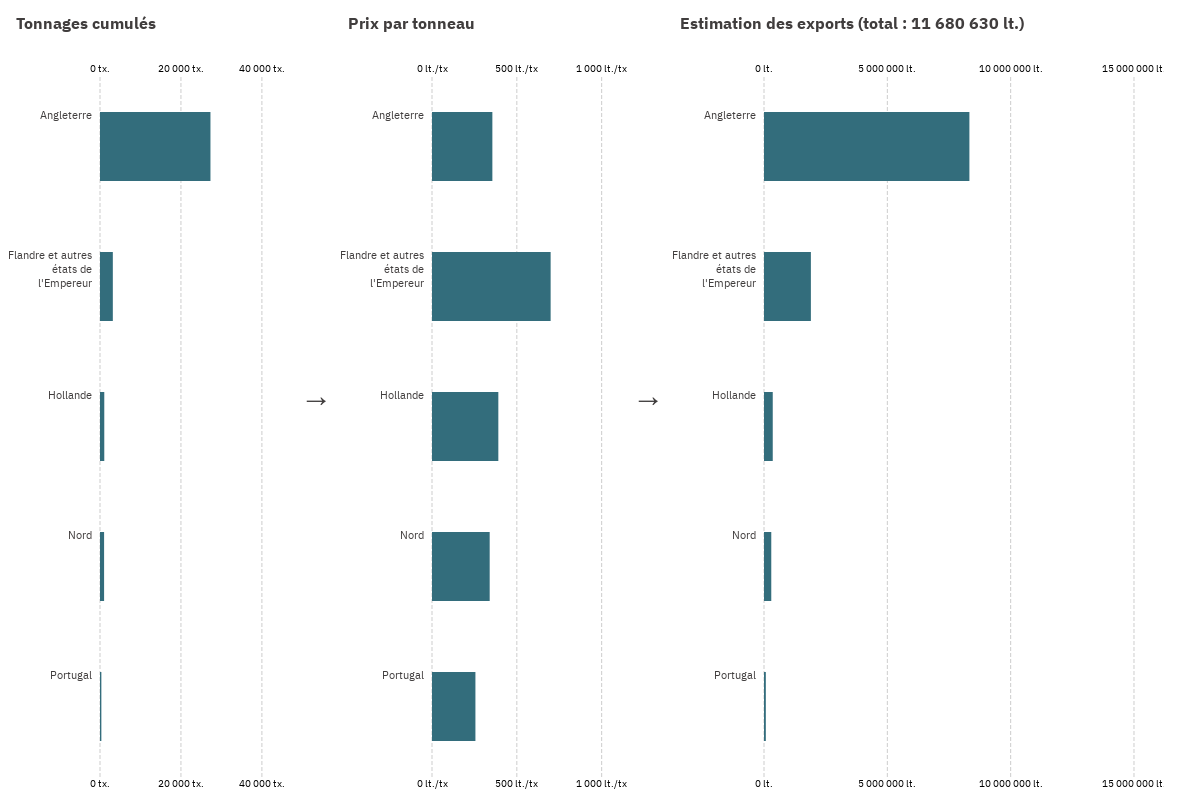 Tonnages cumulés
Prix par tonneau
Estimation des exports (total : 11 680 630 lt.)
0 tx.
20 000 tx.
40 000 tx.
0 lt./tx
500 lt./tx
1 000 lt./tx
0 lt.
5 000 000 lt.
10 000 000 lt.
15 000 000 lt
Angleterre
Angleterre
Angleterre
Flandre et autres
états de
l'Empereur
Flandre et autres
états de
l'Empereur
Flandre et autres
états de
l'Empereur
Hollande
→
Hollande
→
Hollande
Nord
Nord
Nord
Portugal
Portugal
Portugal
0 tx.
20 000 tx.
40 000 tx.
0 lt./tx
500 lt./tx
1 000 lt./tx
0 lt.
5 000 000 lt.
10 000 000 lt.
15 000 000 lt